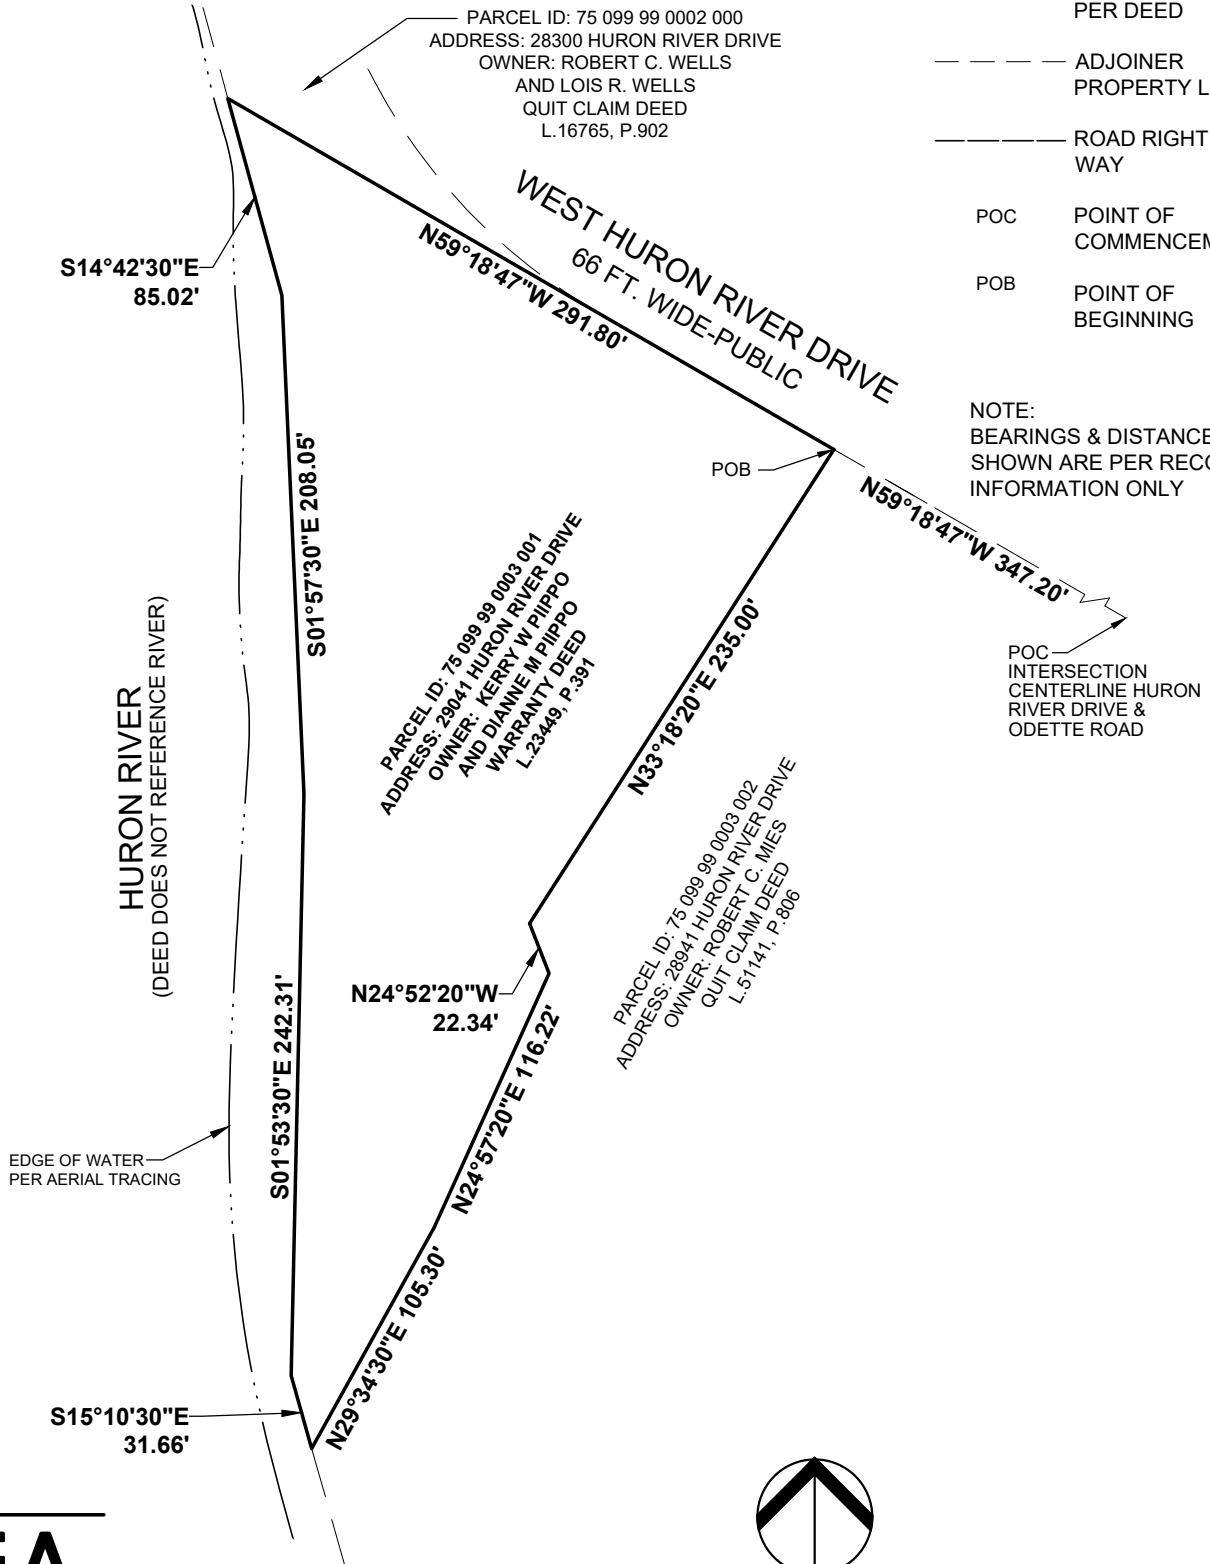 PARCEL ID: 75 099 99 0002 000
ADDRESS: 28300 HURON RIVER DRIVE
OWNER: ROBERT C. WELLS
AND LOIS R. WELLS
QUIT CLAIM DEED
L.16765, P.902
PER DEED
ADJOINER
PROPERTY L
ROAD RIGHT
WAY
POC
POINT OF
COMMENCEM
POB
POINT OF
BEGINNING
NOTE:
BEARINGS & DISTANCE
SHOWN ARE PER RECO
INFORMATION ONLY
WEST HURON RIVER DRIVE
66 FT. WIDE-PUBLIC
N59°18'47"W 291.80'
S14°42'30"E
85.02'
POB
N59°18'47"W 347.20'
POC
INTERSECTION
CENTERLINE HURON
RIVER DRIVE &
ODETTE ROAD
S01°57'30"E 208.05'
PARCEL ID: 75 099 99 0003 001
ADDRESS: 29041 HURON RIVER DRIVE
OWNER: KERRY W PIIPPO
AND DIANNE M PIIPPO
WARRANTY DEED
L.23449, P.391
N33°18'20"E 235.00'
HURON RIVER
(DEED DOES NOT REFERENCE RIVER)
PARCEL ID: 75 099 99 0003 002
ADDRESS: 28941 HURON RIVER DRIVE
OWNER: ROBERT C. MIES
QUIT CLAIM DEED
L.51141, P.806
N24°52'20"W
22.34'
S01°53'30"E 242.31'
N24°57'20"E 116.22'
EDGE OF WATER
PER AERIAL TRACING
N29°34'30"E 105.30'
S15°10'30"E
31.66'